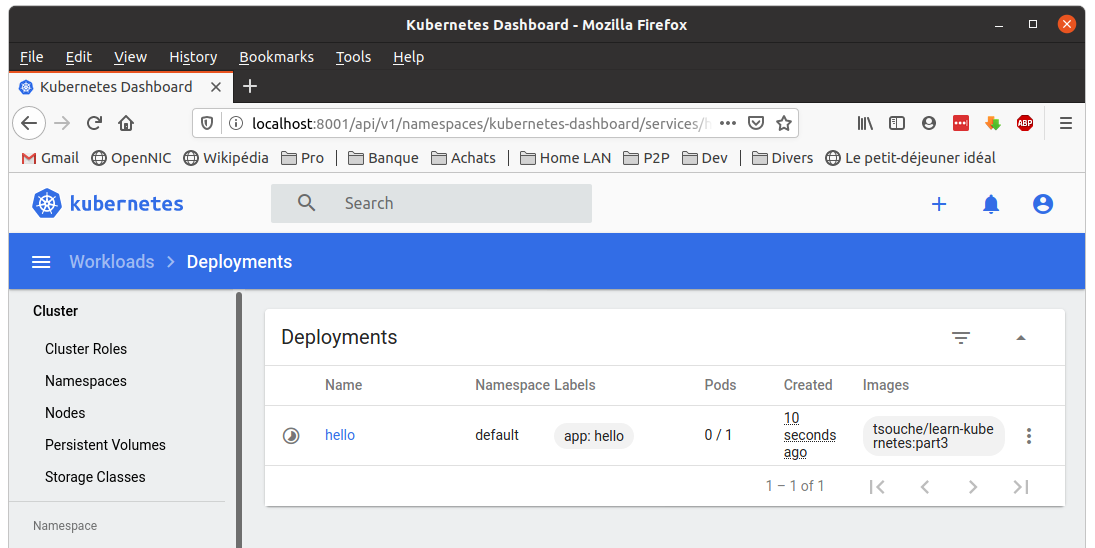 Kubernetes Dashboard - Mozilla Firefox
File Edit View History Bookmarks Tools Help
Kubernetes Dashboard
localhost:8001/api/v1/namespaces/kubernetes-dashboard/services/h
Gmail OpenNIC Wikipédia Pro Banque Achats Home LAN P2P Dev Divers Le petit-déjeuner idéal
kubernetes Search
Workloads Deployments
Cluster
Cluster Roles
Namespaces
Nodes
Persistent Volumes
Storage Classes
Namespace
Deployments
Name Namespace Labels Pods Created Images
hello default app: hello 0 / 1
10
seconds
ago
tsouche/learn-kube
rnetes:part3
1 – 1 of 1
ABP